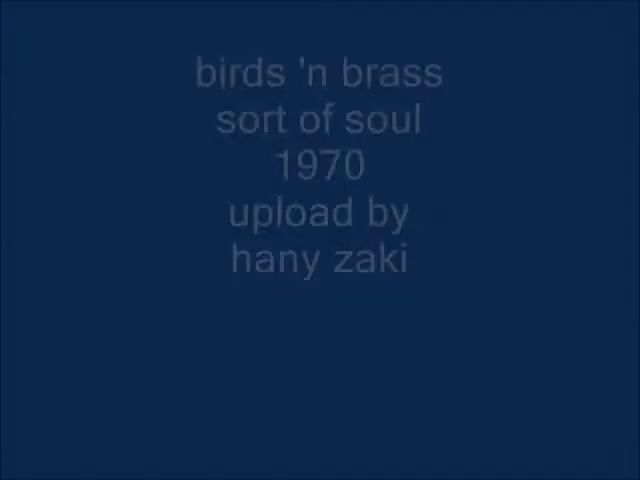 birds 'n brass
sort of soul
1970
upload by
hany zaki